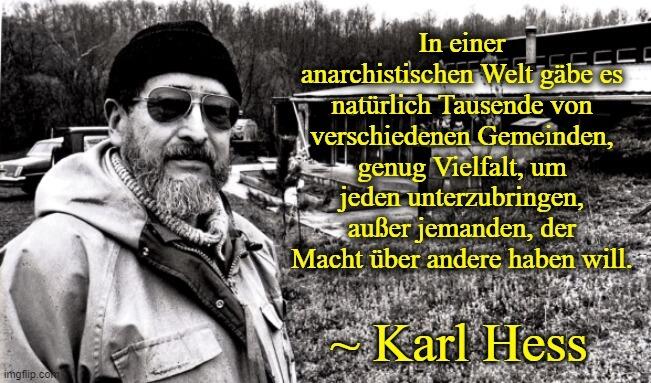 In einer
anarchistischen Welt gäbe es
natürlich Tausende von
verschiedenen Gemeinden,
genug Vielfalt, um
jeden unterzubringen,
außer jemanden, der
Macht über andere haben will.
~ Karl Hess
imgflip.com